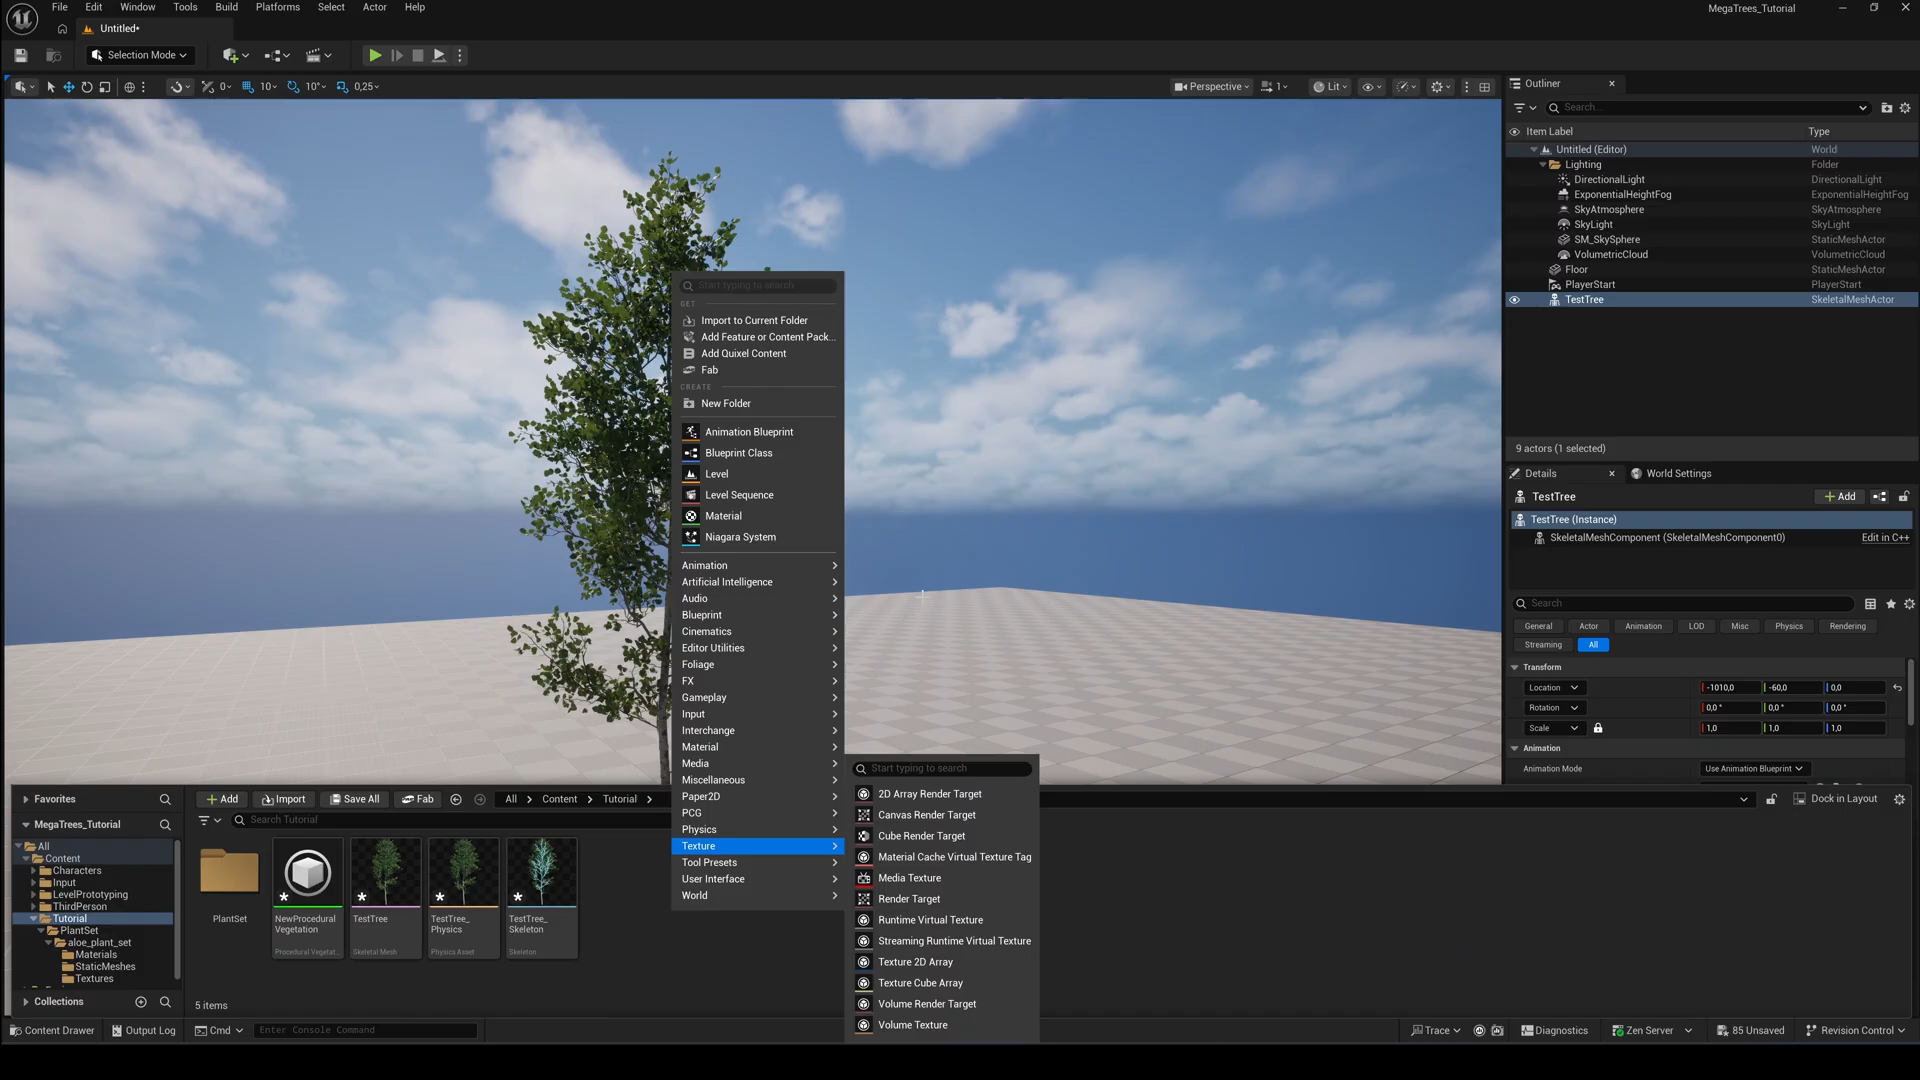 File Edit Window Tools Build Platforms Select Actor Help
MegaTrees_Tutorial
Untitled*
Selection Mode
0 10 10° 0,25
Perspective 1 Lit
Outliner
Search...
Item Label Type
Untitled (Editor) World
Lighting Folder
DirectionalLight DirectionalLight
ExponentialHeightFog ExponentialHeightFog
SkyAtmosphere SkyAtmosphere
SkyLight SkyLight
SM_SkySphere StaticMeshActor
VolumetricCloud VolumetricCloud
Floor StaticMeshActor
PlayerStart PlayerStart
TestTree SkeletalMeshActor
9 actors (1 selected)
Details World Settings
TestTree
Add
TestTree (Instance)
SkeletalMeshComponent (SkeletalMeshComponent0) Edit in C++
Search
General Actor Animation LOD Misc Physics Rendering
Streaming All
Transform
Location -1010,0 -60,0 0,0
Rotation 0,0 ° 0,0 ° 0,0 °
Scale 1,0 1,0 1,0
Animation
Animation Mode Use Animation Blueprint
Start typing to search
GET
Import to Current Folder
Add Feature or Content Pack...
Add Quixel Content
Fab
CREATE
New Folder
Animation Blueprint
Blueprint Class
Level
Level Sequence
Material
Niagara System
Animation
Artificial Intelligence
Audio
Blueprint
Cinematics
Editor Utilities
Foliage
FX
Gameplay
Input
Interchange
Material
Media
Miscellaneous
Paper2D
PCG
Physics
Texture
Tool Presets
User Interface
World
Start typing to search
2D Array Render Target
Canvas Render Target
Cube Render Target
Material Cache Virtual Texture Tag
Media Texture
Render Target
Runtime Virtual Texture
Streaming Runtime Virtual Texture
Texture 2D Array
Texture Cube Array
Volume Render Target
Volume Texture
Favorites
MegaTrees_Tutorial
All
Content
Characters
Input
LevelPrototyping
ThirdPerson
Tutorial
PlantSet
aloe_plant_set
Materials
StaticMeshes
Textures
Collections
Add Import Save All Fab All Content Tutorial
Dock in Layout
Search Tutorial
PlantSet
NewProcedural
Vegetation
Procedural Vegetat...
TestTree
Skeletal Mesh
TestTree_
Physics
Physics Asset
TestTree_
Skeleton
Skeleton
5 items
Content Drawer Output Log Cmd Enter Console Command
Trace Diagnostics Zen Server 85 Unsaved Revision Control